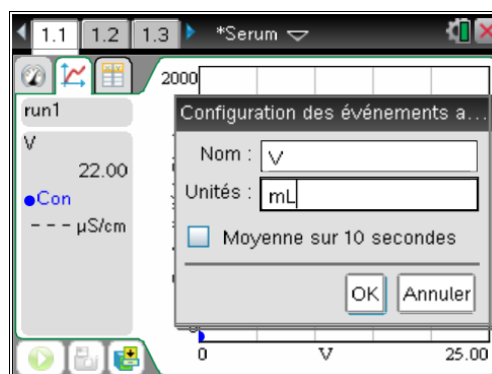 1.1 1.2 1.3 *Serum
run1
V
22.00
Con
--- µS/cm
2000
Configuration des événements a...
Nom : V
Unités : mL
Moyenne sur 10 secondes
OK Annuler
0 V 25.00